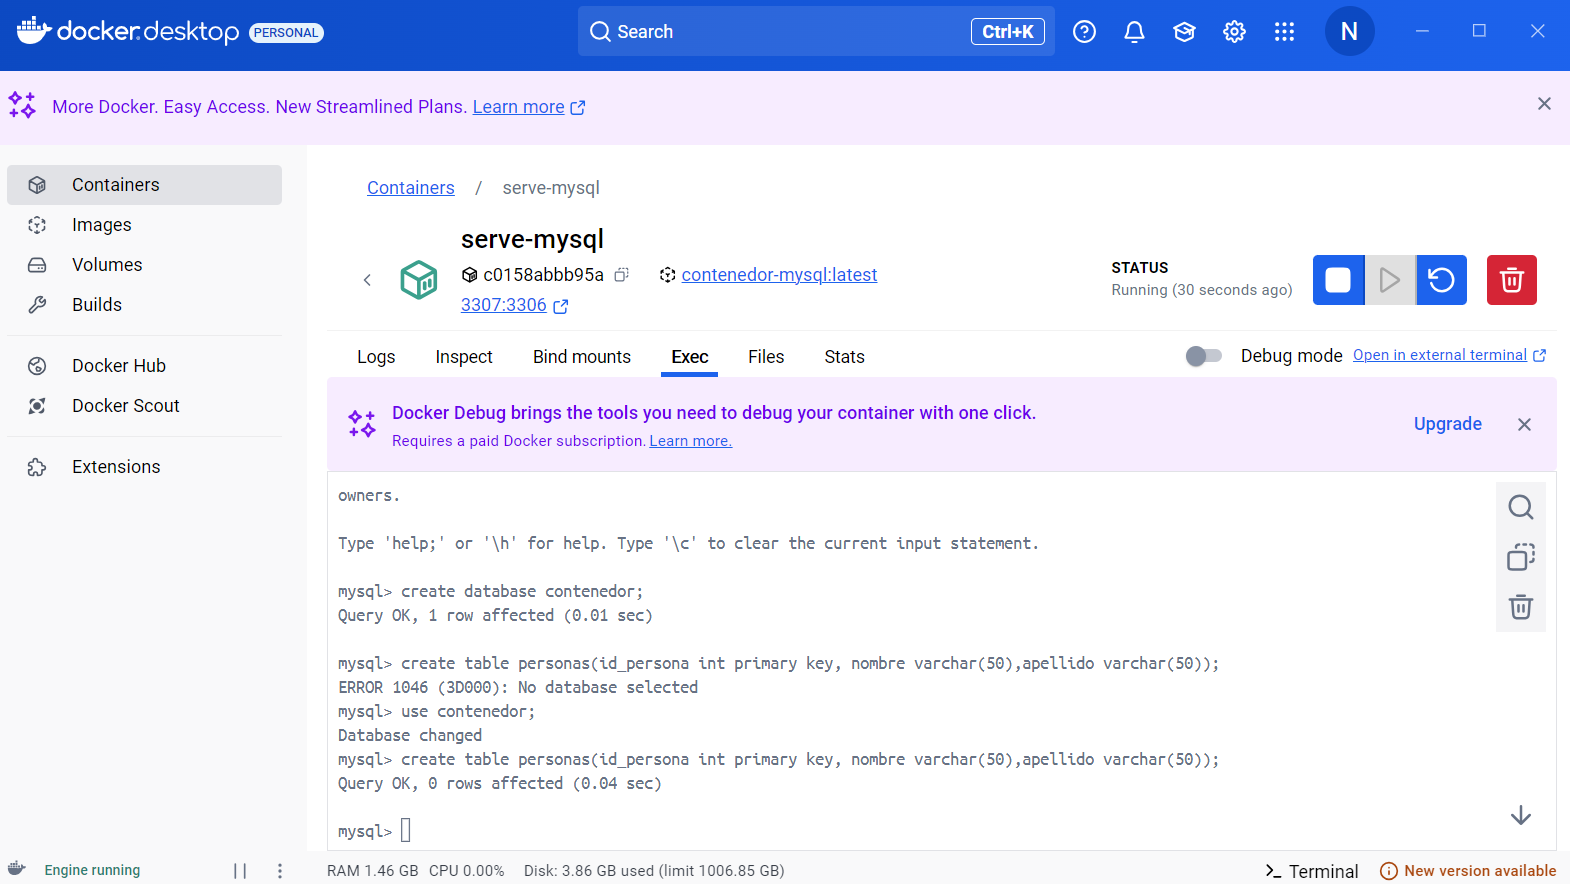 docker.desktop PERSONAL
Search Ctrl+K
N
More Docker. Easy Access. New Streamlined Plans. Learn more
Containers
Images
Volumes
Builds
Docker Hub
Docker Scout
Extensions
Containers / serve-mysql
serve-mysql
c0158abbb95a contenedor-mysql:latest
3307:3306
STATUS
Running (30 seconds ago)
Logs Inspect Bind mounts Exec Files Stats
Debug mode Open in external terminal
Docker Debug brings the tools you need to debug your container with one click.
Requires a paid Docker subscription. Learn more.
Upgrade
owners.
Type 'help;' or '\h' for help. Type '\c' to clear the current input statement.
mysql> create database contenedor;
Query OK, 1 row affected (0.01 sec)
mysql> create table personas(id_persona int primary key, nombre varchar(50),apellido varchar(50));
ERROR 1046 (3D000): No database selected
mysql> use contenedor;
Database changed
mysql> create table personas(id_persona int primary key, nombre varchar(50),apellido varchar(50));
Query OK, 0 rows affected (0.04 sec)
mysql>
Engine running
RAM 1.46 GB CPU 0.00% Disk: 3.86 GB used (limit 1006.85 GB)
Terminal
New version available